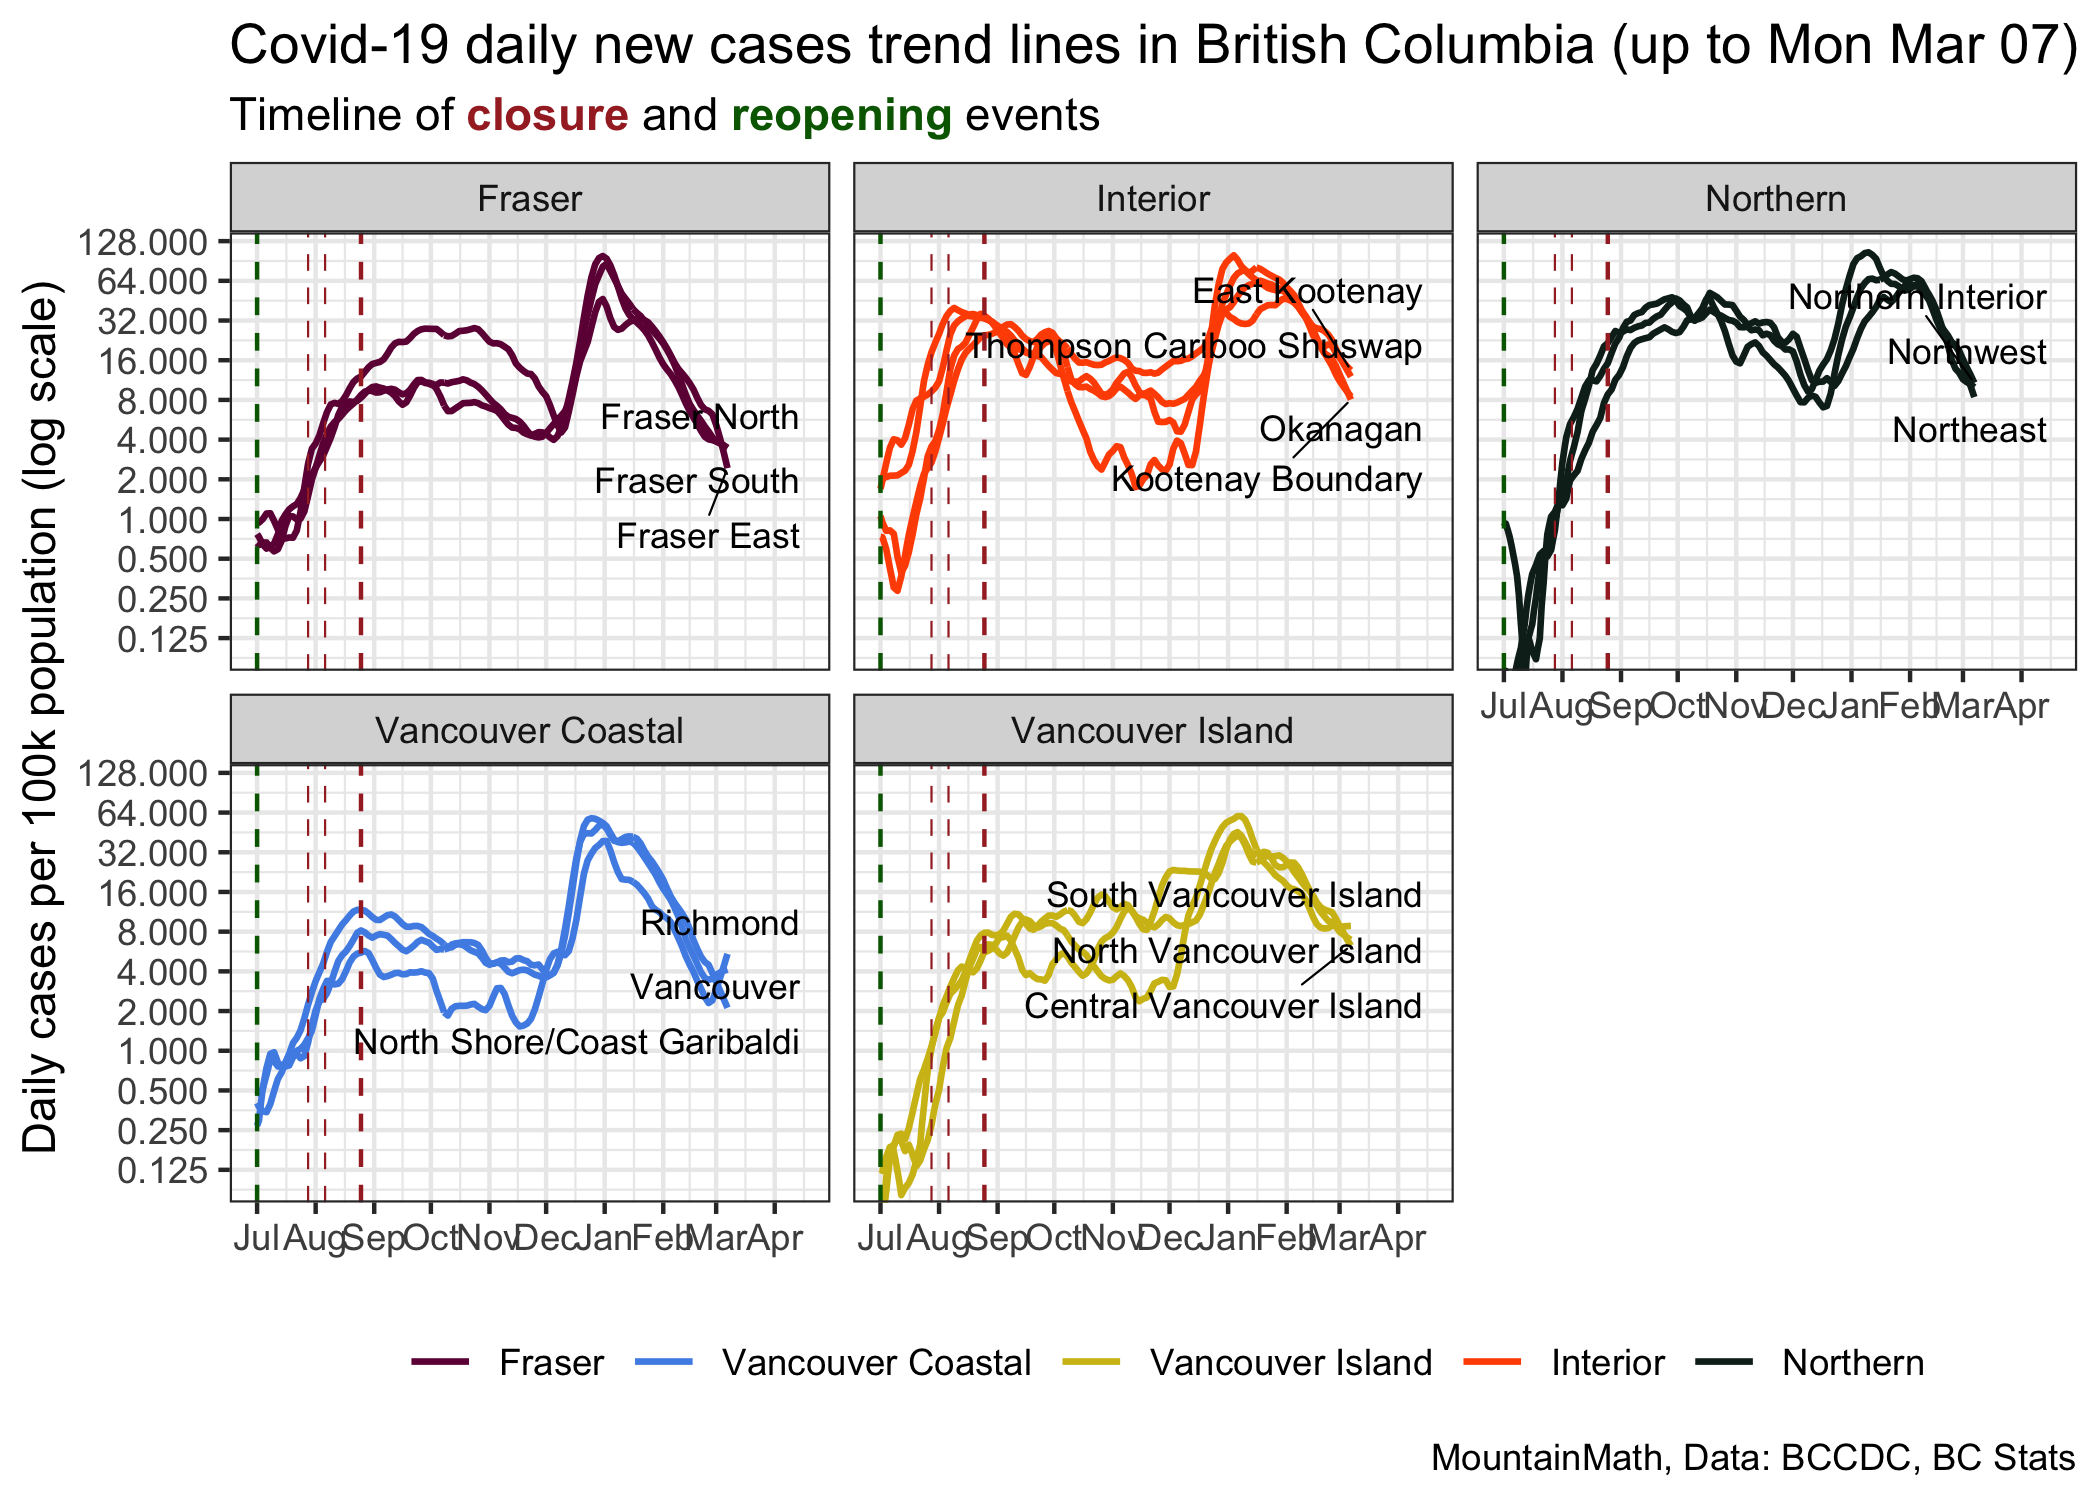 Covid-19 daily new cases trend lines in British Columbia (up to Mon Mar 07)
Timeline of closure and reopening events
Daily cases per 100k population (log scale)
Fraser
Interior
Northern
128.000
64.000
32.000
16.000
8.000
4.000
2.000
1.000
0.500
0.250
0.125
Fraser North
Fraser South
Fraser East
East Kootenay
Thompson Cariboo Shuswap
Okanagan
Kootenay Boundary
Northern Interior
Northwest
Northeast
Jul Aug Sep Oct Nov Dec Jan Feb Mar Apr
Vancouver Coastal
Vancouver Island
128.000
64.000
32.000
16.000
8.000
4.000
2.000
1.000
0.500
0.250
0.125
Richmond
Vancouver
North Shore/Coast Garibaldi
South Vancouver Island
North Vancouver Island
Central Vancouver Island
Jul Aug Sep Oct Nov Dec Jan Feb Mar Apr
Jul Aug Sep Oct Nov Dec Jan Feb Mar Apr
Fraser Vancouver Coastal Vancouver Island Interior Northern
MountainMath, Data: BCCDC, BC Stats